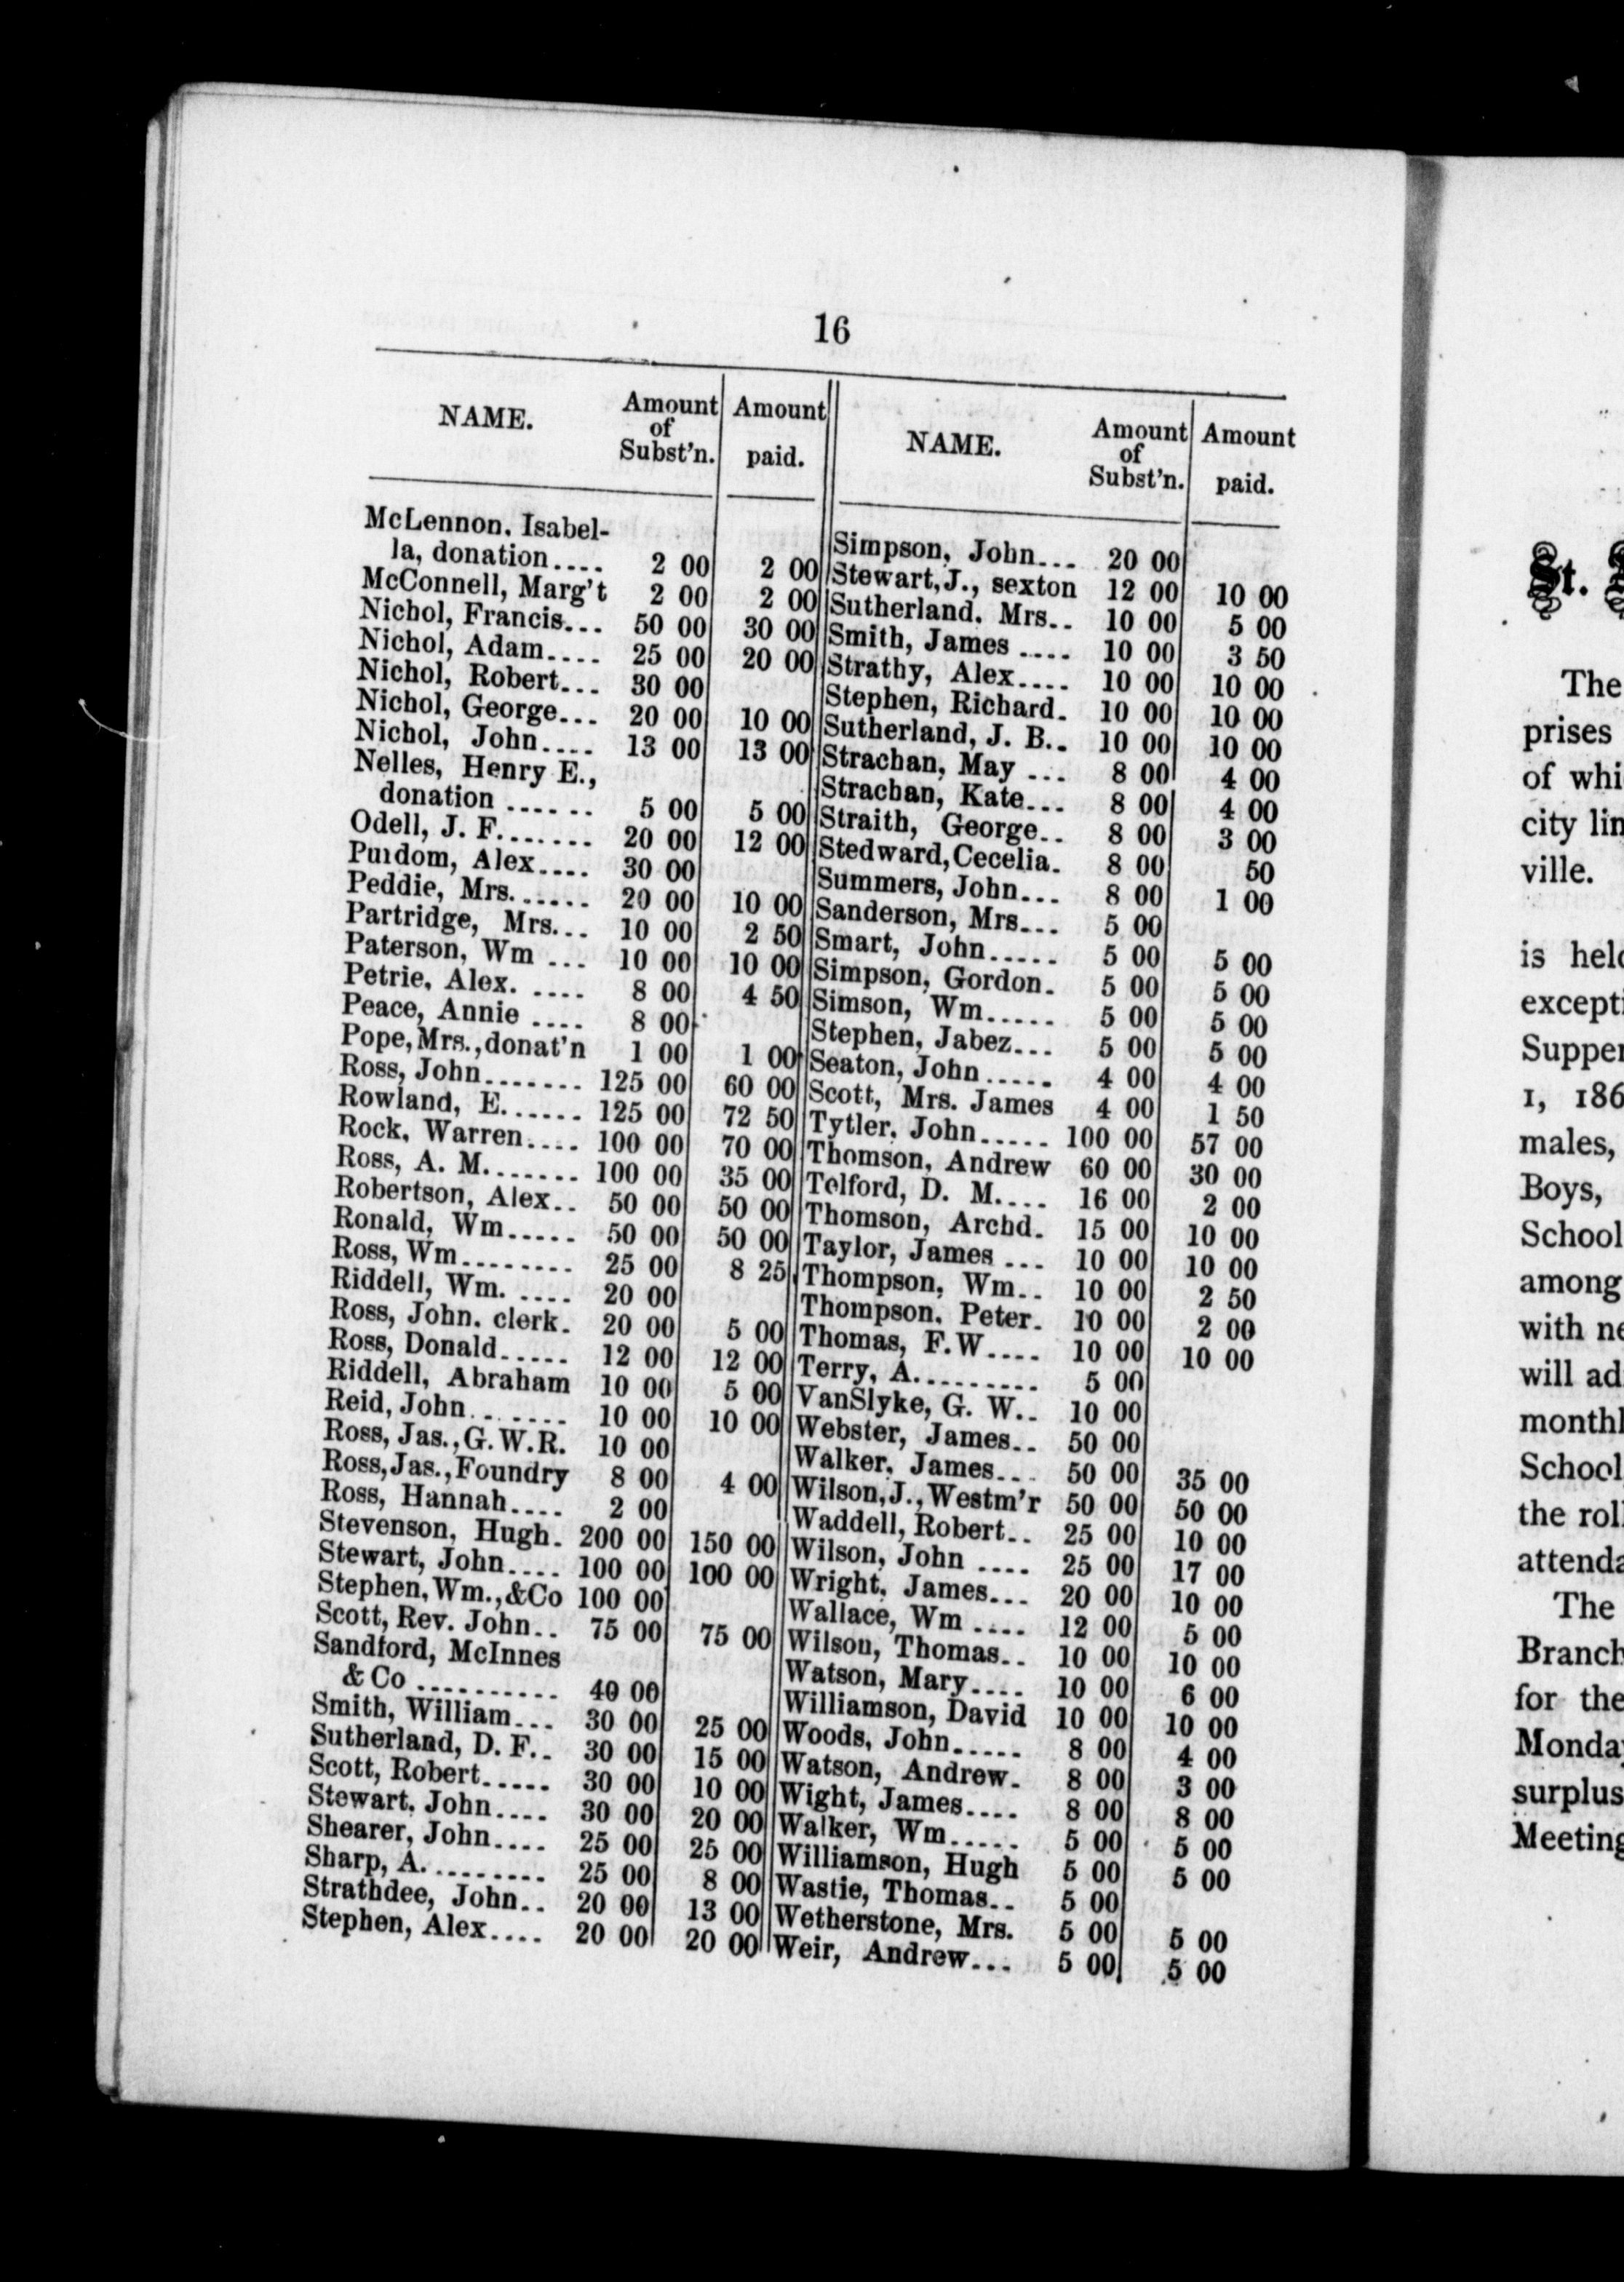 16
NAME. Amount of Subst'n. Amount paid.
McLennon, Isabel-
la, donation.... 2 00 2 00
McConnell, Marg't 2 00 2 00
Nichol, Francis... 50 00 30 00
Nichol, Adam.... 25 00 20 00
Nichol, Robert... 30 00
Nichol, George... 20 00 10 00
Nichol, John.... 13 00 13 00
Nelles, Henry E.,
donation ...... 5 00 5 00
Odell, J. F....... 20 00 12 00
Purdom, Alex.... 30 00
Peddie, Mrs...... 20 00 10 00
Partridge, Mrs... 10 00 2 50
Paterson, Wm ... 10 00 10 00
Petrie, Alex. .... 8 00 4 50
Peace, Annie .... 8 00
Pope, Mrs., donat'n 1 00 1 00
Ross, John....... 125 00 60 00
Rowland, E...... 125 00 72 50
Rock, Warren.... 100 00 70 00
Ross, A. M....... 100 00 35 00
Robertson, Alex.. 50 00 50 00
Ronald, Wm..... 50 00 50 00
Ross, Wm........ 25 00 8 25
Riddell, Wm. .... 20 00
Ross, John, clerk. 20 00 5 00
Ross, Donald..... 12 00 12 00
Riddell, Abraham 10 00 5 00
Reid, John....... 10 00 10 00
Ross, Jas., G.W.R. 10 00
Ross, Jas., Foundry 8 00 4 00
Ross, Hannah.... 2 00
Stevenson, Hugh. 200 00 150 00
Stewart, John.... 100 00 100 00
Stephen, Wm., &Co 100 00
Scott, Rev. John.. 75 00 75 00
Sandford, McInnes
& Co .......... 40 00
Smith, William... 30 00 25 00
Sutherland, D. F.. 30 00 15 00
Scott, Robert..... 30 00 10 00
Stewart, John.... 30 00 20 00
Shearer, John.... 25 00 25 00
Sharp, A......... 25 00 8 00
Strathdee, John.. 20 00 13 00
Stephen, Alex.... 20 00 20 00
NAME. Amount of Subst'n. Amount paid.
Simpson, John... 20 00
Stewart, J., sexton 12 00 10 00
Sutherland, Mrs.. 10 00 5 00
Smith, James .... 10 00 3 50
Strathy, Alex.... 10 00 10 00
Stephen, Richard. 10 00 10 00
Sutherland, J. B.. 10 00 10 00
Strachan, May ... 8 00 4 00
Strachan, Kate... 8 00 4 00
Straith, George.. 8 00 3 00
Stedward, Cecelia. 8 00 50
Summers, John... 8 00 1 00
Sanderson, Mrs... 5 00
Smart, John..... 5 00 5 00
Simpson, Gordon. 5 00 5 00
Simson, Wm..... 5 00 5 00
Stephen, Jabez... 5 00 5 00
Seaton, John..... 4 00 4 00
Scott, Mrs. James 4 00 1 50
Tytler, John..... 100 00 57 00
Thomson, Andrew 60 00 30 00
Telford, D. M.... 16 00 2 00
Thomson, Archd. 15 00 10 00
Taylor, James ... 10 00 10 00
Thompson, Wm.. 10 00 2 50
Thompson, Peter. 10 00 2 00
Thomas, F. W.... 10 00 10 00
Terry, A......... 5 00
VanSlyke, G. W.. 10 00
Webster, James.. 50 00
Walker, James... 50 00 35 00
Wilson, J., Westm'r 50 00 50 00
Waddell, Robert.. 25 00 10 00
Wilson, John .... 25 00 17 00
Wright, James... 20 00 10 00
Wallace, Wm .... 12 00 5 00
Wilson, Thomas.. 10 00 10 00
Watson, Mary.... 10 00 6 00
Williamson, David 10 00 10 00
Woods, John..... 8 00 4 00
Watson, Andrew. 8 00 3 00
Wight, James.... 8 00 8 00
Walker, Wm..... 5 00 5 00
Williamson, Hugh 5 00 5 00
Wastie, Thomas.. 5 00
Wetherstone, Mrs. 5 00 5 00
Weir, Andrew... 5 00 5 00
St.
The
prises
of whi
city lin
ville.
is held
excepti
Supper
1, 186
males,
Boys,
School
among
with ne
will ad
monthl
School
the roll
attenda
The
Branch
for the
Monday
surplus
Meeting